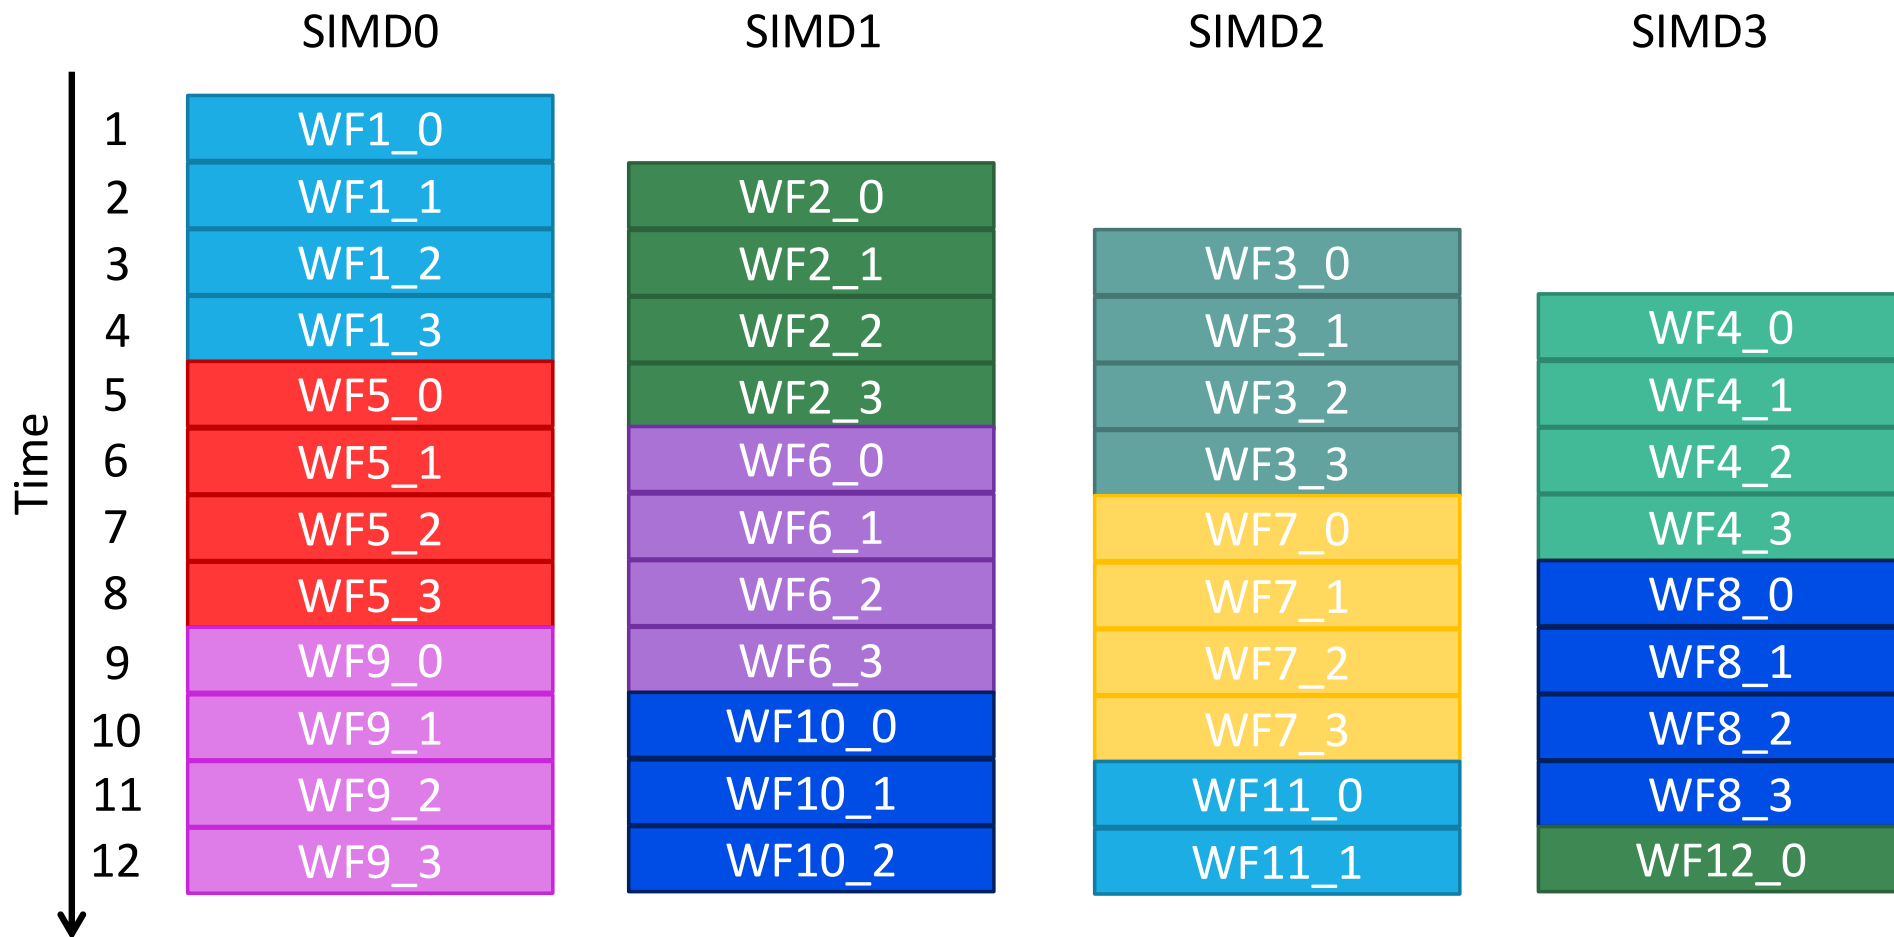 SIMD0 SIMD1 SIMD2 SIMD3
Time
1 WF1_0
2 WF1_1 WF2_0
3 WF1_2 WF2_1 WF3_0
4 WF1_3 WF2_2 WF3_1 WF4_0
5 WF5_0 WF2_3 WF3_2 WF4_1
6 WF5_1 WF6_0 WF3_3 WF4_2
7 WF5_2 WF6_1 WF7_0 WF4_3
8 WF5_3 WF6_2 WF7_1 WF8_0
9 WF9_0 WF6_3 WF7_2 WF8_1
10 WF9_1 WF10_0 WF7_3 WF8_2
11 WF9_2 WF10_1 WF11_0 WF8_3
12 WF9_3 WF10_2 WF11_1 WF12_0